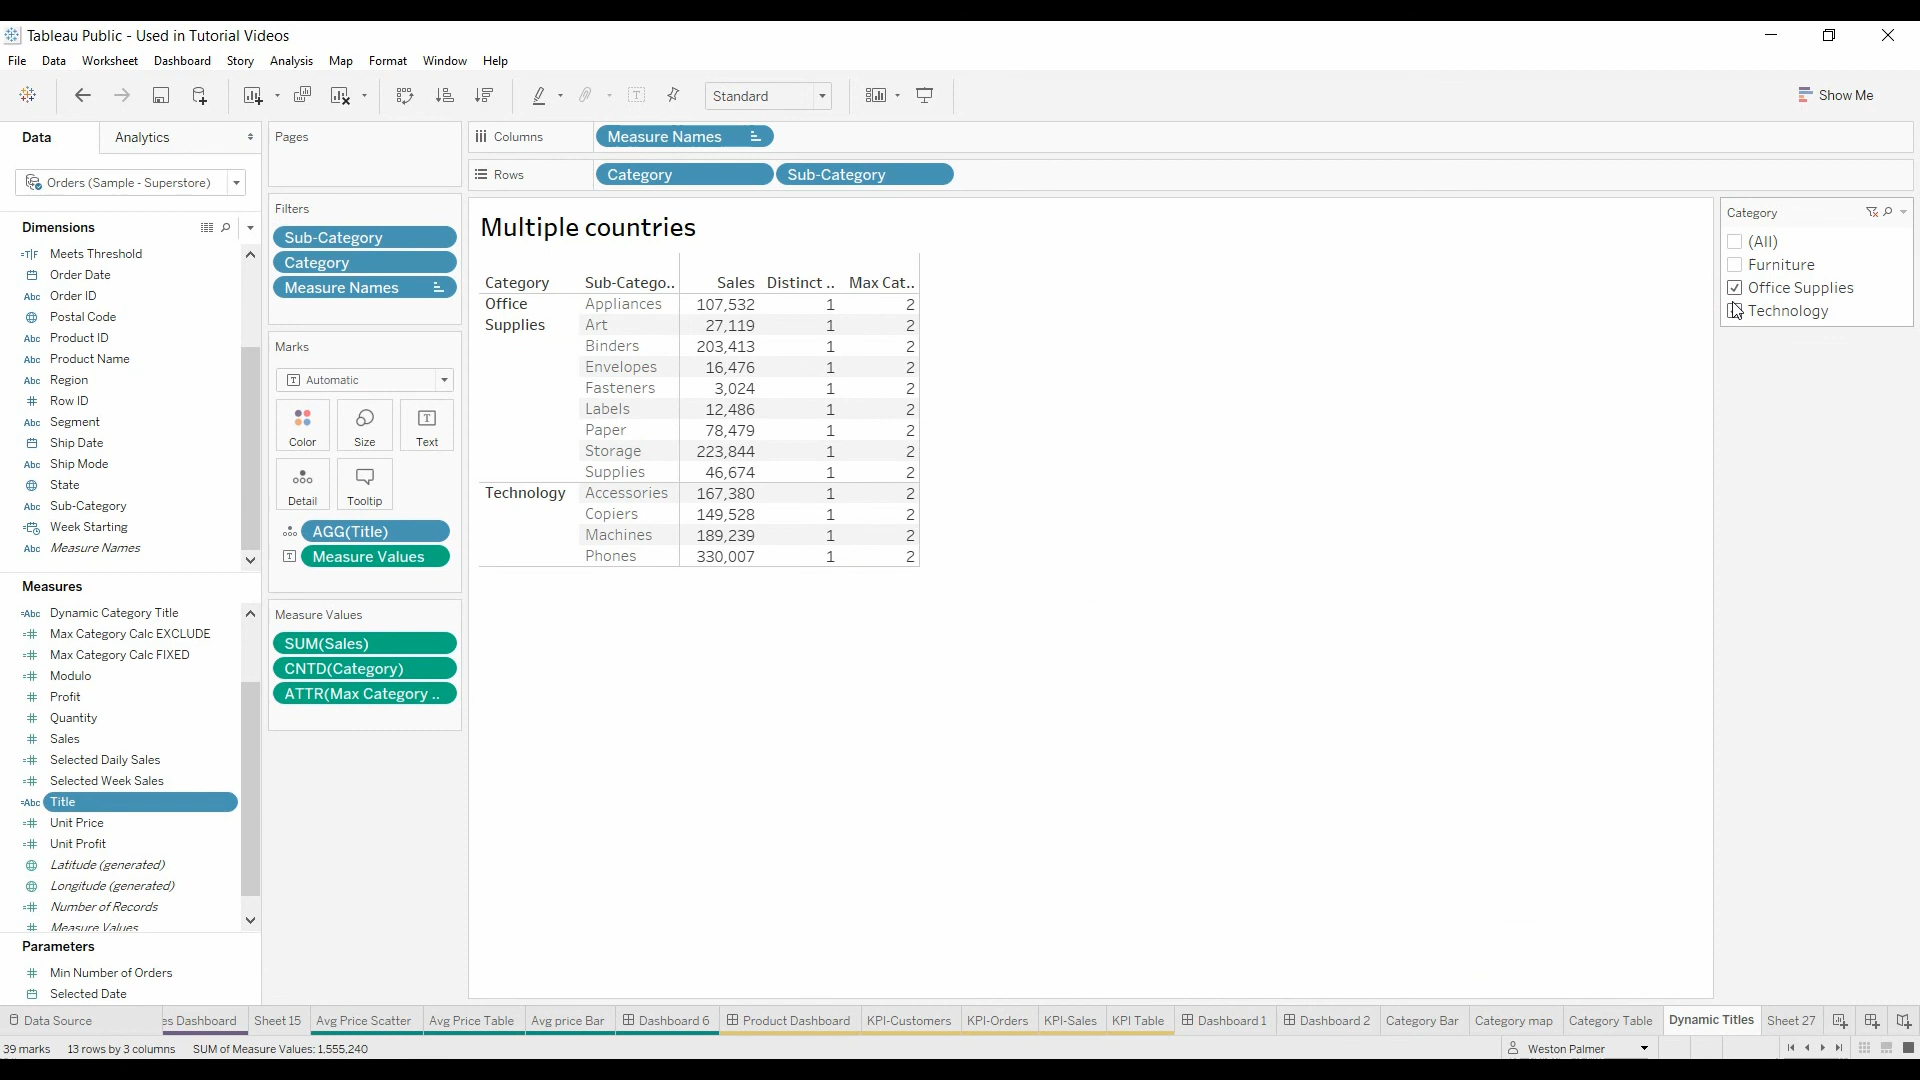 Tableau Public - Used in Tutorial Videos
File Data Worksheet Dashboard Story Analysis Map Format Window Help
Standard
Show Me
Data
Analytics
Orders (Sample - Superstore)
Dimensions
=T|F Meets Threshold
Order Date
Abc Order ID
Postal Code
Abc Product ID
Abc Product Name
Abc Region
# Row ID
Abc Segment
Ship Date
Abc Ship Mode
State
Abc Sub-Category
Week Starting
Abc Measure Names
Measures
=Abc Dynamic Category Title
=# Max Category Calc EXCLUDE
=# Max Category Calc FIXED
=# Modulo
# Profit
# Quantity
# Sales
=# Selected Daily Sales
=# Selected Week Sales
=Abc Title
=# Unit Price
=# Unit Profit
Latitude (generated)
Longitude (generated)
=# Number of Records
# Measure Values
Parameters
# Min Number of Orders
Selected Date
Pages
Filters
Sub-Category
Category
Measure Names
Marks
T Automatic
Color Size Text
Detail Tooltip
AGG(Title)
T Measure Values
Measure Values
SUM(Sales)
CNTD(Category)
ATTR(Max Category ..
Columns Measure Names
Rows Category Sub-Category
Multiple countries
Category Sub-Catego.. Sales Distinct .. Max Cat..
Office Supplies Appliances 107,532 1 2
Art 27,119 1 2
Binders 203,413 1 2
Envelopes 16,476 1 2
Fasteners 3,024 1 2
Labels 12,486 1 2
Paper 78,479 1 2
Storage 223,844 1 2
Supplies 46,674 1 2
Technology Accessories 167,380 1 2
Copiers 149,528 1 2
Machines 189,239 1 2
Phones 330,007 1 2
Category
(All)
Furniture
Office Supplies
Technology
Data Source es Dashboard Sheet 15 Avg Price Scatter Avg Price Table Avg price Bar Dashboard 6 Product Dashboard KPI-Customers KPI-Orders KPI-Sales KPI Table Dashboard 1 Dashboard 2 Category Bar Category map Category Table Dynamic Titles Sheet 27
39 marks 13 rows by 3 columns SUM of Measure Values: 1,555,240
Weston Palmer